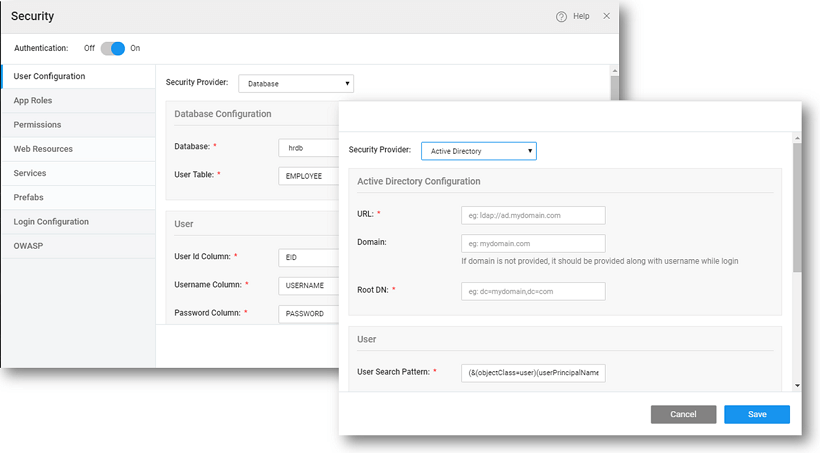 Security
Help
Authentication: Off On
User Configuration
App Roles
Permissions
Web Resources
Services
Prefabs
Login Configuration
OWASP
Security Provider: Database
Database Configuration
Database: * hrdb
User Table: * EMPLOYEE
User
User Id Column: * EID
Username Column: * USERNAME
Password Column: * PASSWORD
Security Provider: Active Directory
Active Directory Configuration
URL: * eg: ldap://ad.mydomain.com
Domain: eg: mydomain.com
If domain is not provided, it should be provided along with username while login
Root DN: * eg: dc=mydomain,dc=com
User
User Search Pattern: * (&(objectClass=user)(userPrincipalName
Cancel Save